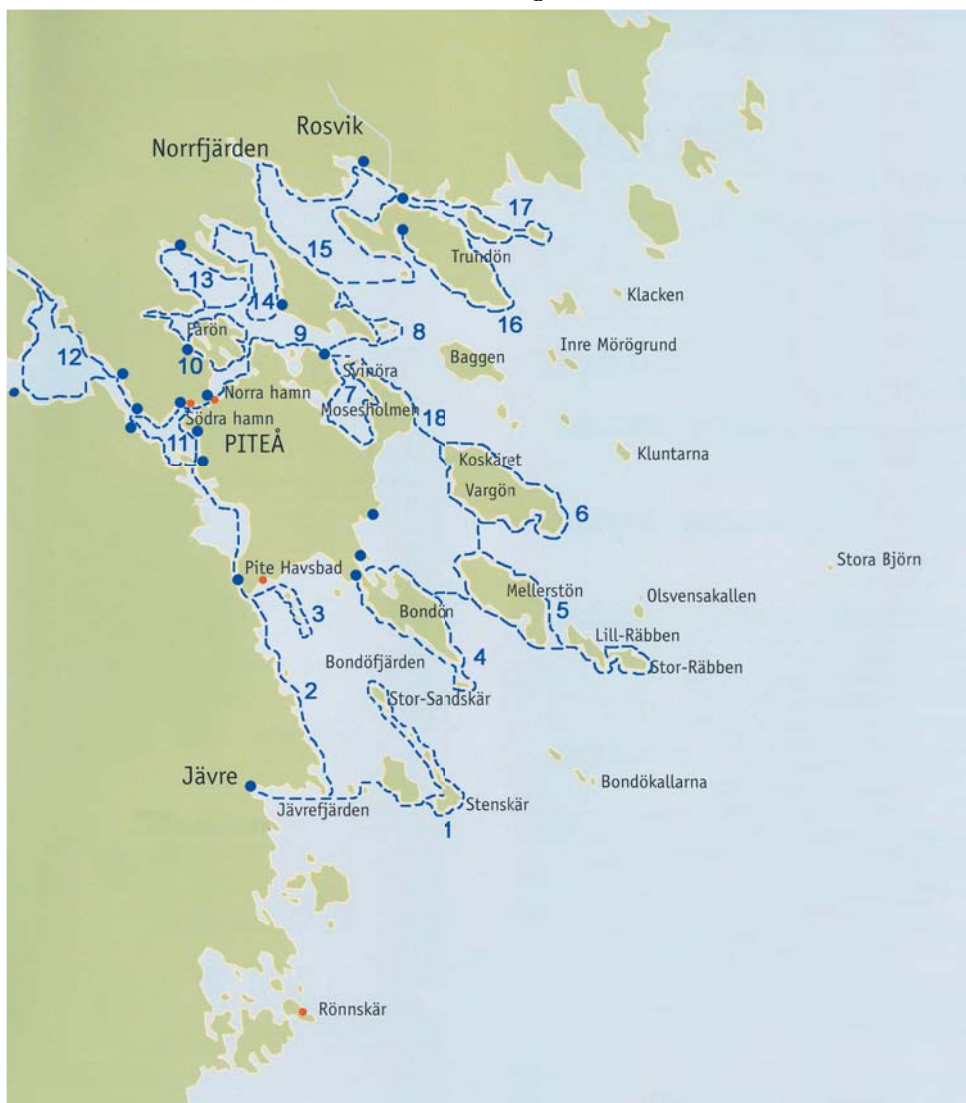 Rosvik
Norrfjärden
17
15
Trundön
13
14
Klacken
16
Färön
9
8
Inre Mörögrund
12
10
Svinöra
Baggen
7
Norra hamn
Mosesholmen
18
Södra hamn
11
PITEÅ
Koskäret
Kluntarna
Vargön
6
Stora Björn
Pite Havsbad
Mellerstön
Olsvensakallen
3
Bondön
5
Lill-Räbben
Bondöfjärden
4
Stor-Räbben
2
Stor-Sandskär
Jävre
Bondökallarna
Jävrefjärden
Stenskär
1
Rönnskär